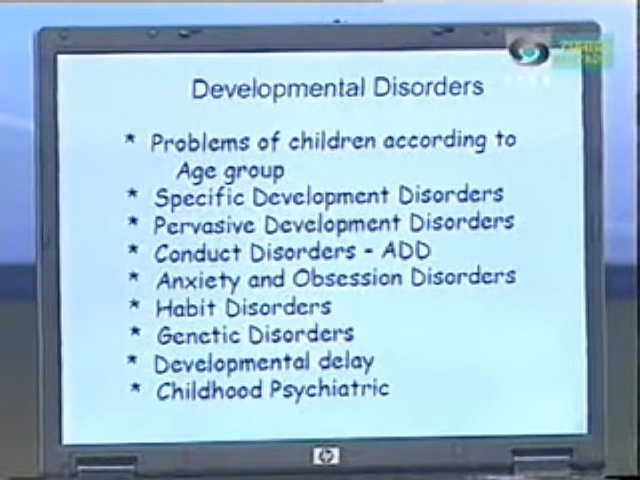 Developmental Disorders
* Problems of children according to
Age group
* Specific Development Disorders
* Pervasive Development Disorders
* Conduct Disorders - ADD
* Anxiety and Obsession Disorders
* Habit Disorders
* Genetic Disorders
* Developmental delay
* Childhood Psychiatric
hp